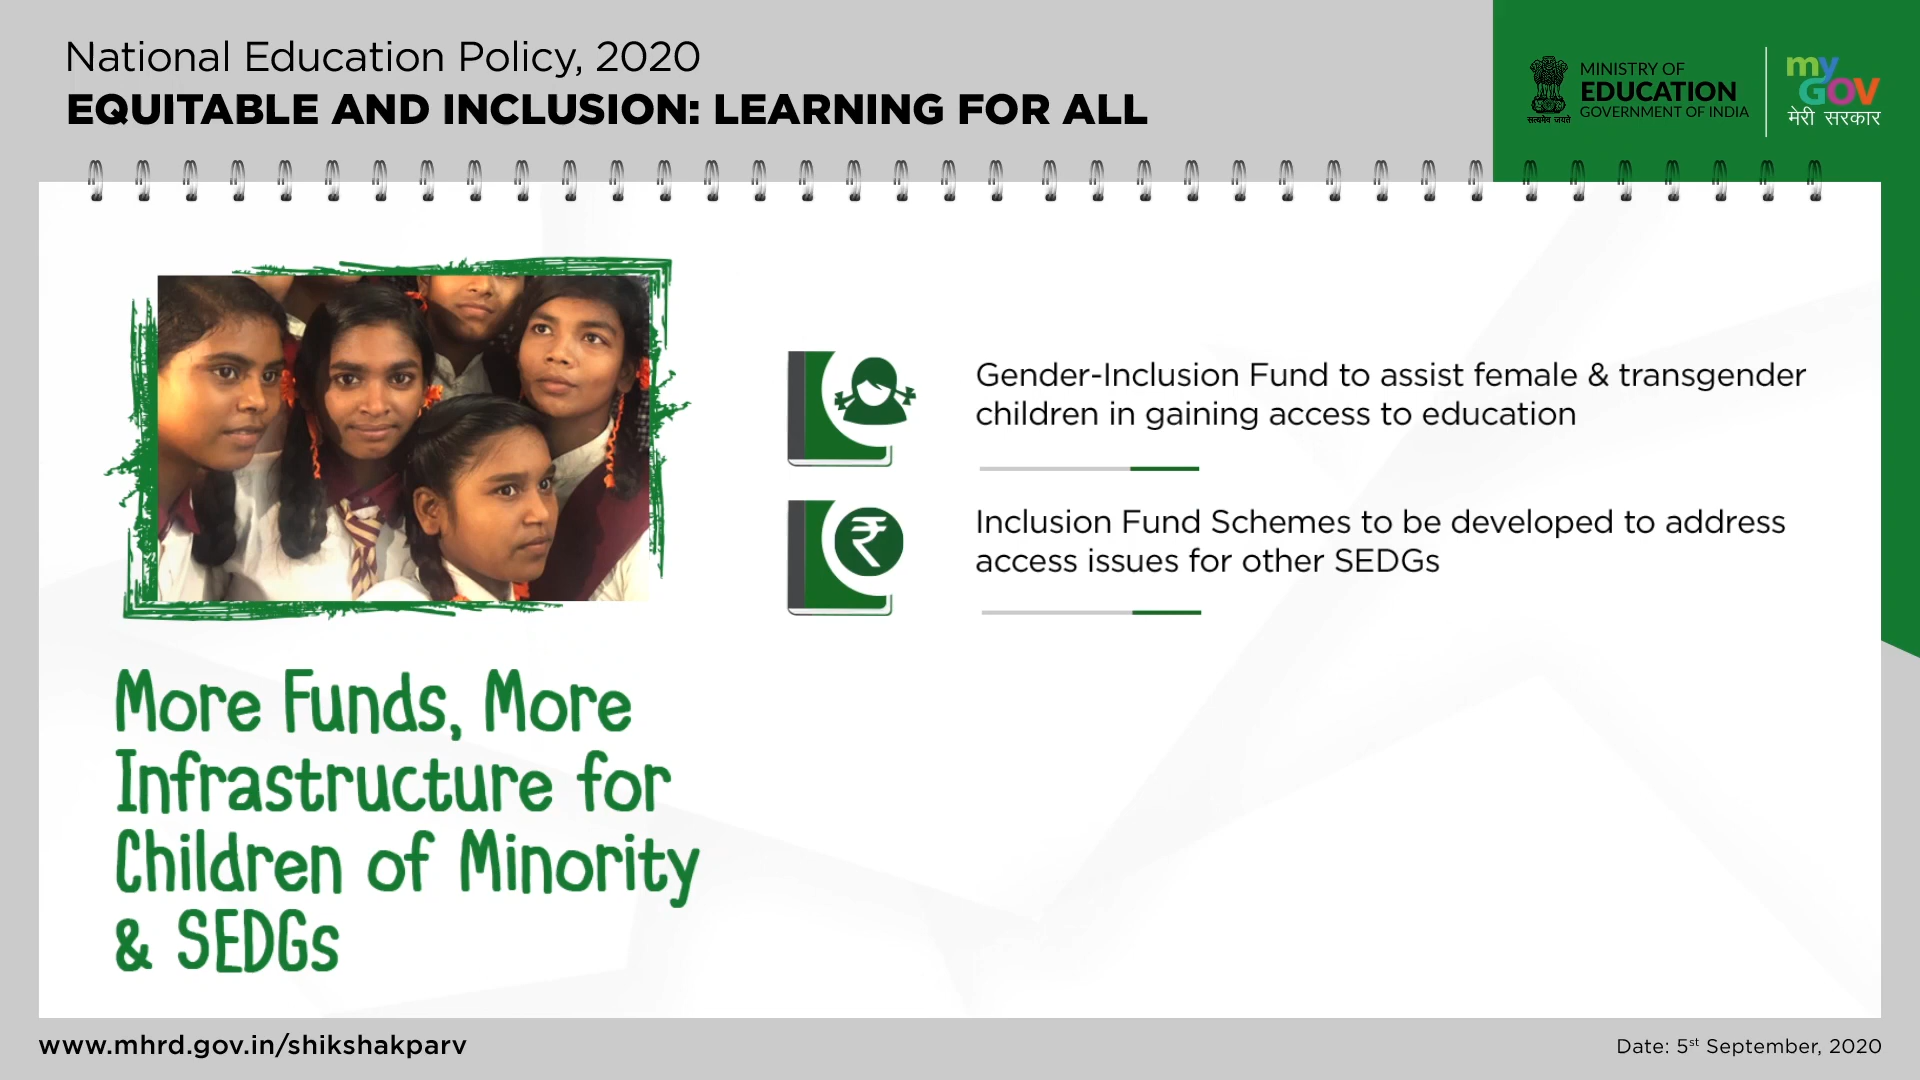 National Education Policy, 2020
EQUITABLE AND INCLUSION: LEARNING FOR ALL
सत्यमेव जयते
MINISTRY OF
EDUCATION
GOVERNMENT OF INDIA
my
GOV
मेरी सरकार
Gender-Inclusion Fund to assist female & transgender
children in gaining access to education
₹
Inclusion Fund Schemes to be developed to address
access issues for other SEDGs
More Funds, More
Infrastructure for
Children of Minority
& SEDGs
www.mhrd.gov.in/shikshakparv
Date: 5st September, 2020